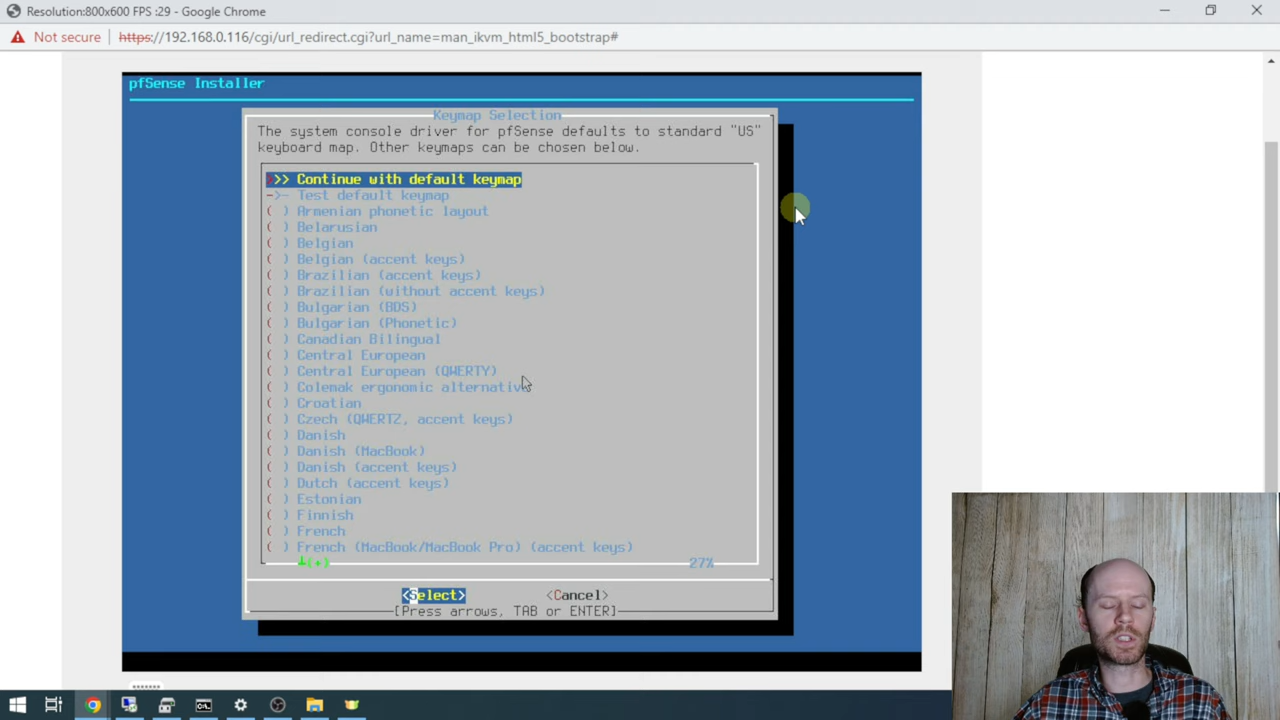 Resolution:800x600 FPS :29 - Google Chrome
Not secure | https://192.168.0.116/cgi/url_redirect.cgi?url_name=man_ikvm_html5_bootstrap#
pfSense Installer
Keymap Selection
The system console driver for pfSense defaults to standard "US"
keyboard map. Other keymaps can be chosen below.
>>> Continue with default keymap
->- Test default keymap
( ) Armenian phonetic layout
( ) Belarusian
( ) Belgian
( ) Belgian (accent keys)
( ) Brazilian (accent keys)
( ) Brazilian (without accent keys)
( ) Bulgarian (BDS)
( ) Bulgarian (Phonetic)
( ) Canadian Bilingual
( ) Central European
( ) Central European (QWERTY)
( ) Colemak ergonomic alternative
( ) Croatian
( ) Czech (QWERTZ, accent keys)
( ) Danish
( ) Danish (MacBook)
( ) Danish (accent keys)
( ) Dutch (accent keys)
( ) Estonian
( ) Finnish
( ) French
( ) French (MacBook/MacBook Pro) (accent keys)
(+) 27%
<Select> <Cancel>
[Press arrows, TAB or ENTER]